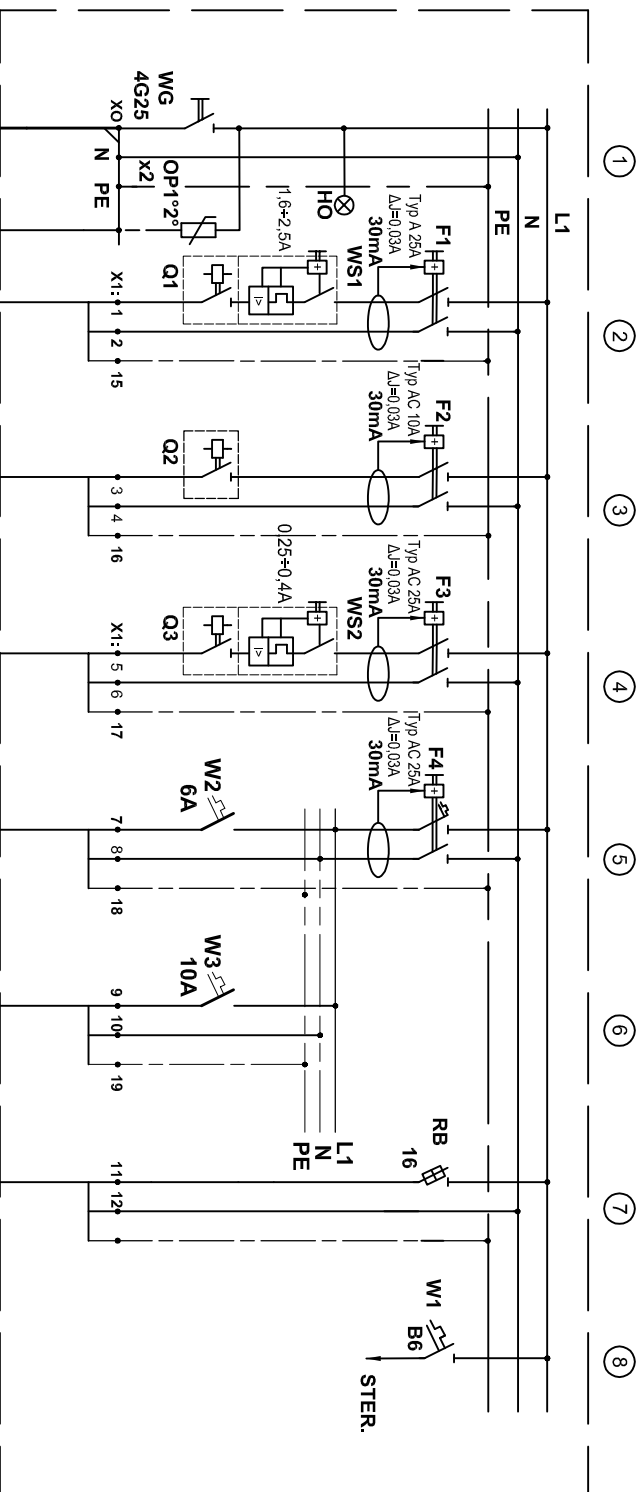 1
2
3
4
5
6
7
8
L1
N
PE
WG
4G25
XO
N
PE
x2
OP1°2°
HO
F1
Typ A 25A
ΔJ=0,03A
30mA
WS1
1,6÷2,5A
I>
Q1
X1:
1
2
15
F2
Typ AC 10A
ΔJ=0,03A
30mA
Q2
3
4
16
F3
Typ AC 25A
ΔJ=0,03A
30mA
WS2
0,25÷0,4A
I>
Q3
X1:
5
6
17
F4
Typ AC 25A
ΔJ=0,03A
30mA
W2
6A
7
8
18
W3
10A
9
10
19
L1
N
PE
RB
16
11
12
W1
B6
STER.